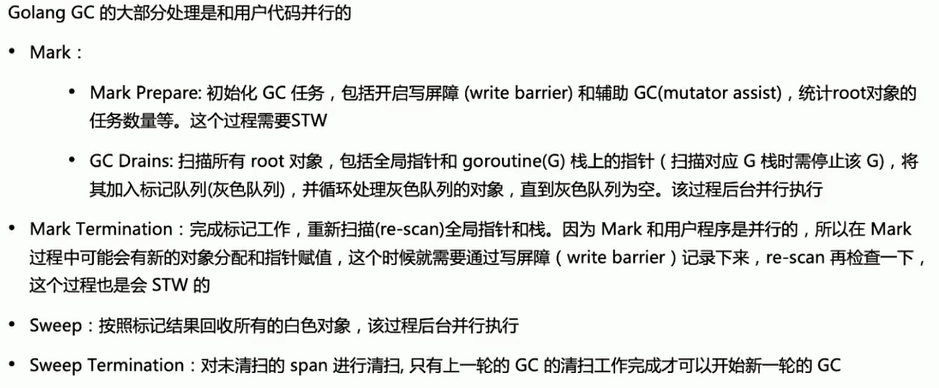 Golang GC 的大部分处理是和用户代码并行的
• Mark：
• Mark Prepare: 初始化 GC 任务，包括开启写屏障 (write barrier) 和辅助 GC(mutator assist)，统计root对象的
任务数量等。这个过程需要STW
• GC Drains: 扫描所有 root 对象，包括全局指针和 goroutine(G) 栈上的指针（扫描对应 G 栈时需停止该 G)，将
其加入标记队列(灰色队列)，并循环处理灰色队列的对象，直到灰色队列为空。该过程后台并行执行
• Mark Termination：完成标记工作，重新扫描(re-scan)全局指针和栈。因为 Mark 和用户程序是并行的，所以在 Mark
过程中可能会有新的对象分配和指针赋值，这个时候就需要通过写屏障（write barrier）记录下来，re-scan 再检查一下，
这个过程也是会 STW 的
• Sweep：按照标记结果回收所有的白色对象，该过程后台并行执行
• Sweep Termination：对未清扫的 span 进行清扫, 只有上一轮的 GC 的清扫工作完成才可以开始新一轮的 GC